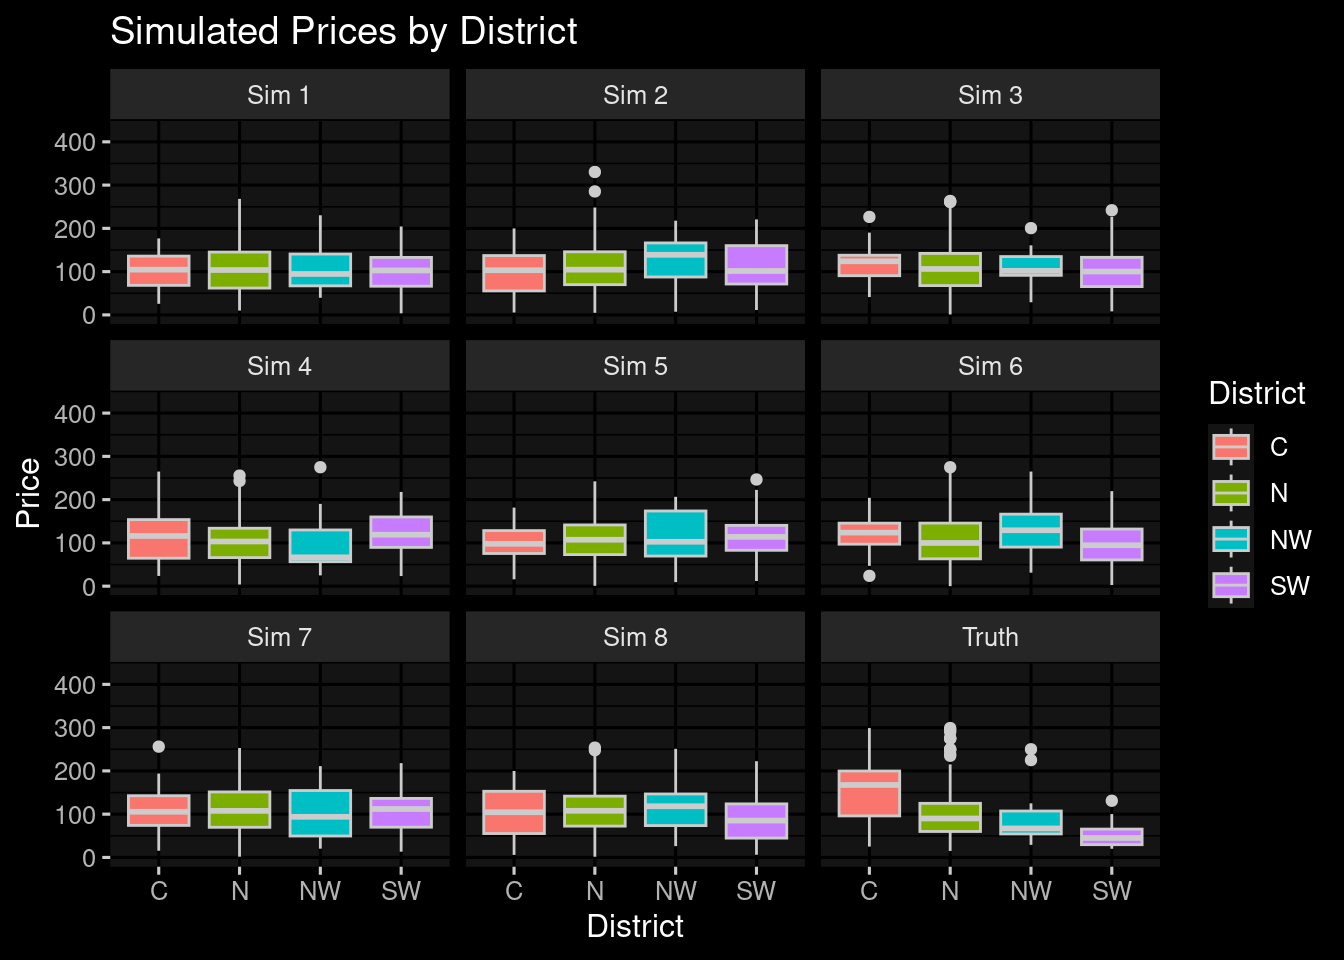 Simulated Prices by District
Sim 1
Sim 2
Sim 3
400
300
200
100
0
Sim 4
Sim 5
Sim 6
400
300
200
100
0
Sim 7
Sim 8
Truth
400
300
200
100
0
C N NW SW
C N NW SW
C N NW SW
District
Price
District
C
N
NW
SW